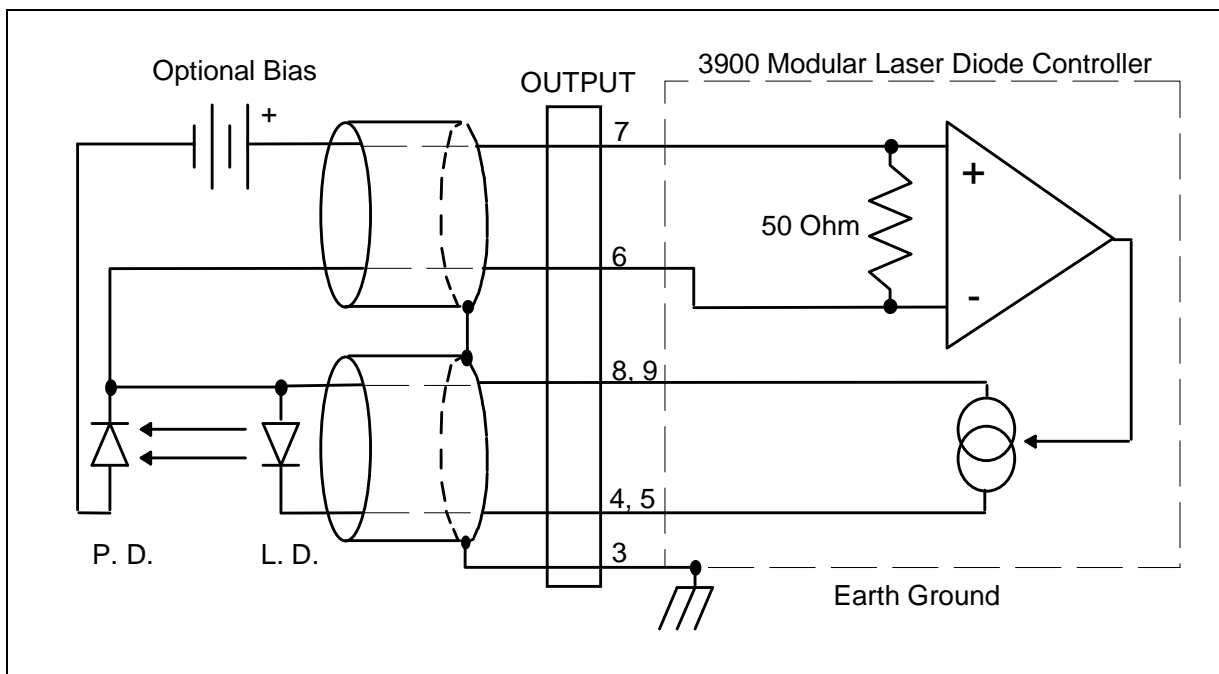 3900 Modular Laser Diode Controller
Optional Bias
OUTPUT
+
7
+
50 Ohm
6
-
8, 9
4, 5
P. D.
L. D.
3
Earth Ground